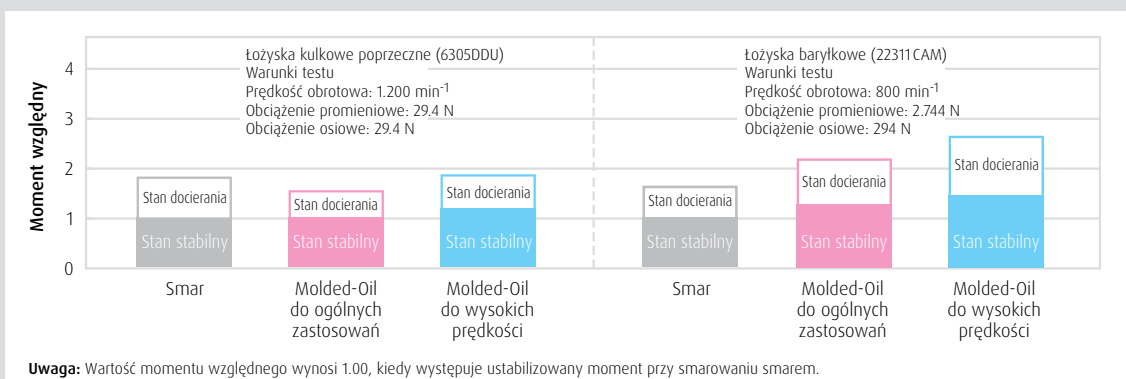 Moment względny
4
3
2
1
0
Łożyska kulkowe poprzeczne (6305DDU)
Warunki testu
Prędkość obrotowa: 1.200 min-1
Obciążenie promieniowe: 29.4 N
Obciążenie osiowe: 29.4 N
Łożyska baryłkowe (22311CAM)
Warunki testu
Prędkość obrotowa: 800 min-1
Obciążenie promieniowe: 2.744 N
Obciążenie osiowe: 294 N
Stan docierania
Stan stabilny
Stan docierania
Stan stabilny
Stan docierania
Stan stabilny
Stan docierania
Stan stabilny
Stan docierania
Stan stabilny
Stan docierania
Stan stabilny
Smar
Molded-Oil
do ogólnych
zastosowań
Molded-Oil
do wysokich
prędkości
Smar
Molded-Oil
do ogólnych
zastosowań
Molded-Oil
do wysokich
prędkości
Uwaga: Wartość momentu względnego wynosi 1.00, kiedy występuje ustabilizowany moment przy smarowaniu smarem.